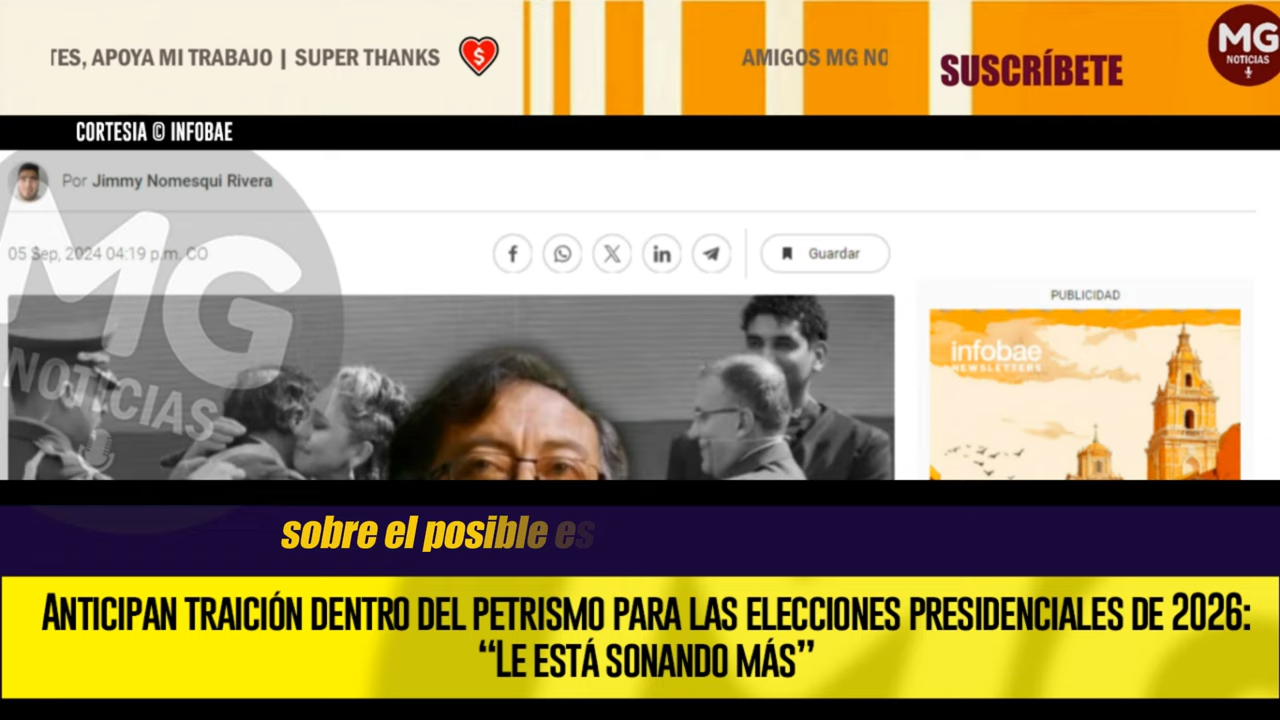 TES, APOYA MI TRABAJO | SUPER THANKS
AMIGOS MG NO
SUSCRÍBETE
MG
NOTICIAS
CORTESIA © INFOBAE
Por Jimmy Nomesqui Rivera
05 Sep, 2024 04:19 p.m. CO
Guardar
PUBLICIDAD
infobae
NEWSLETTERS
MG
NOTICIAS
sobre el posible es
ANTICIPAN TRAICIÓN DENTRO DEL PETRISMO PARA LAS ELECCIONES PRESIDENCIALES DE 2026:
“LE ESTÁ SONANDO MÁS”